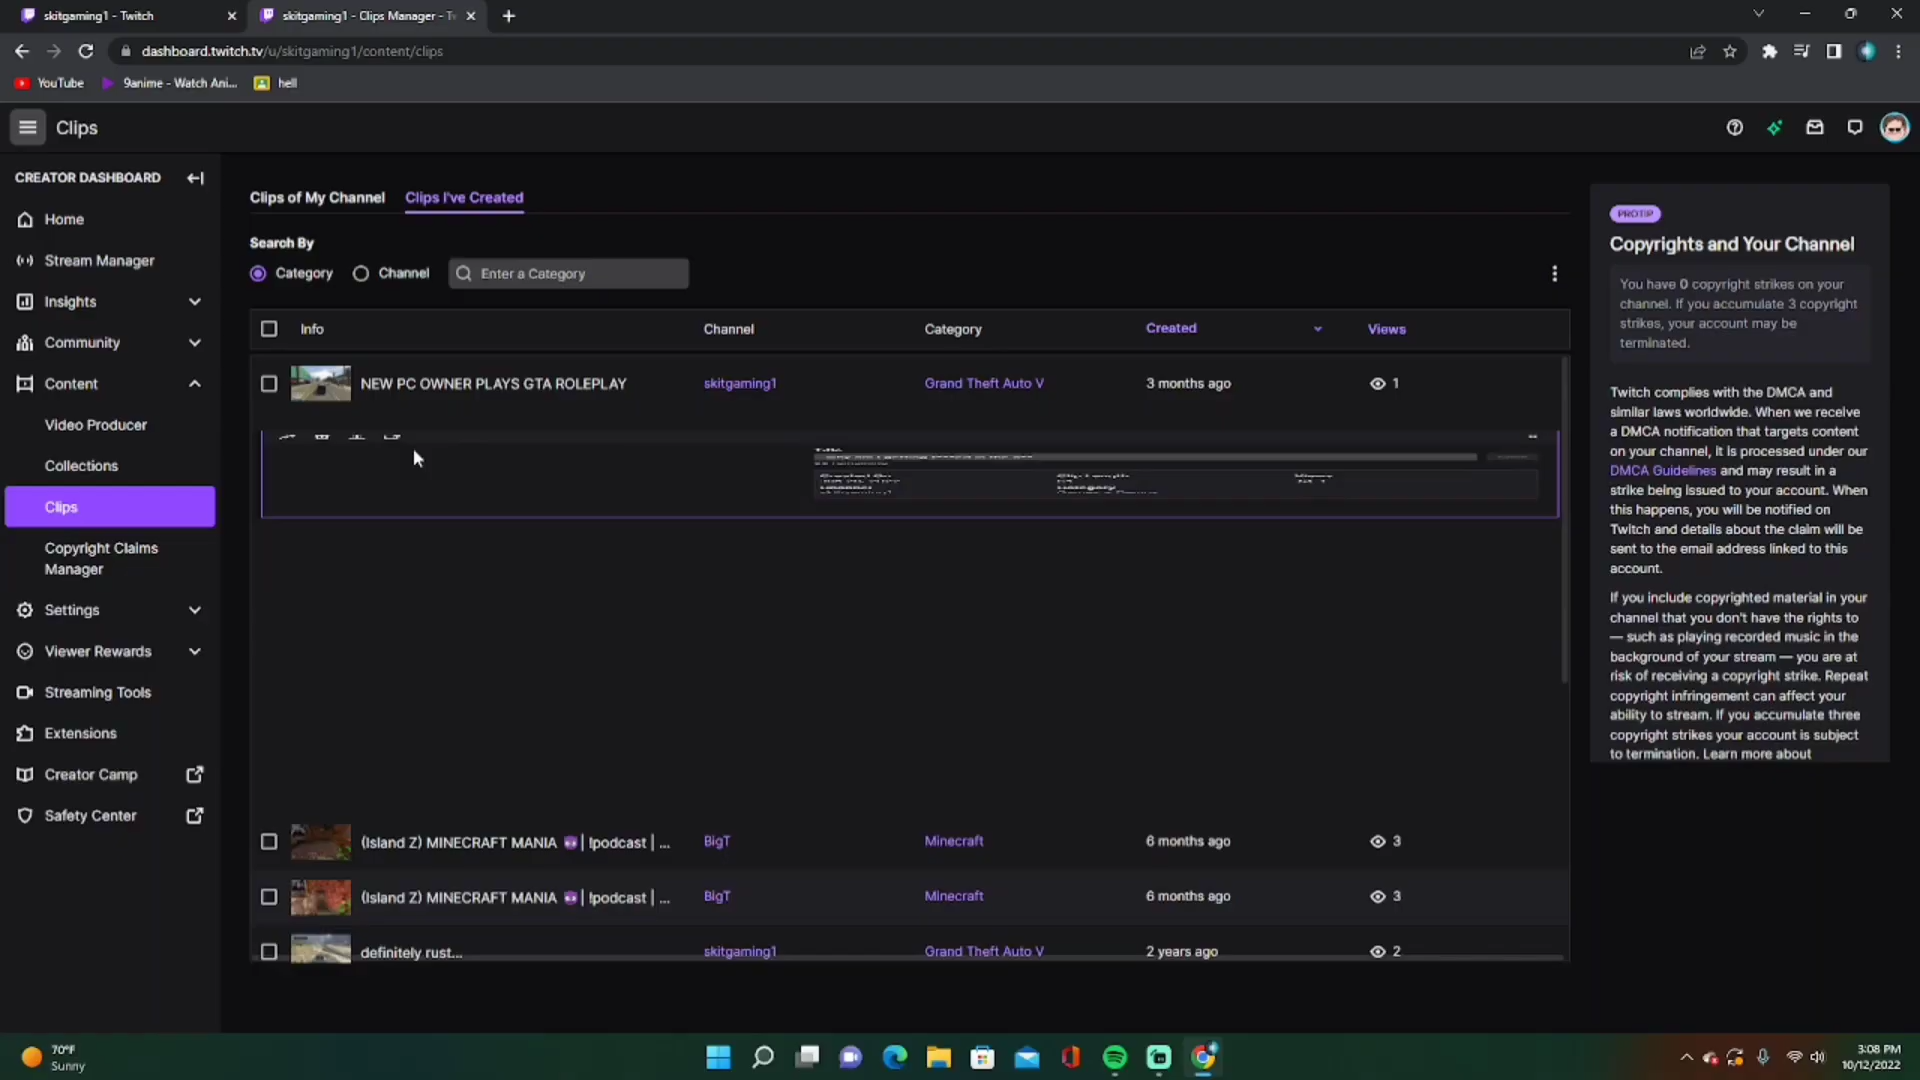 skitgaming1 - Twitch
skitgaming1 - Clips Manager - Tw
dashboard.twitch.tv/u/skitgaming1/content/clips
YouTube
9anime - Watch Ani...
hell
Clips
CREATOR DASHBOARD
Home
Stream Manager
Insights
Community
Content
Video Producer
Collections
Clips
Copyright Claims
Manager
Settings
Viewer Rewards
Streaming Tools
Extensions
Creator Camp
Safety Center
Clips of My Channel
Clips I've Created
Search By
Category
Channel
Enter a Category
Info
Channel
Category
Created
Views
NEW PC OWNER PLAYS GTA ROLEPLAY
skitgaming1
Grand Theft Auto V
3 months ago
1
(Island Z) MINECRAFT MANIA 😈| !podcast | ...
BigT
Minecraft
6 months ago
3
(Island Z) MINECRAFT MANIA 😈| !podcast | ...
BigT
Minecraft
6 months ago
3
definitely rust...
skitgaming1
Grand Theft Auto V
2 years ago
2
PROTIP
Copyrights and Your Channel
You have 0 copyright strikes on your
channel. If you accumulate 3 copyright
strikes, your account may be
terminated.
Twitch complies with the DMCA and
similar laws worldwide. When we receive
a DMCA notification that targets content
on your channel, it is processed under our
DMCA Guidelines and may result in a
strike being issued to your account. When
this happens, you will be notified on
Twitch and details about the claim will be
sent to the email address linked to this
account.
If you include copyrighted material in your
channel that you don't have the rights to
— such as playing recorded music in the
background of your stream — you are at
risk of receiving a copyright strike. Repeat
copyright infringement can affect your
ability to stream. If you accumulate three
copyright strikes your account is subject
to termination. Learn more about
70°F
Sunny
3:08 PM
10/12/2022